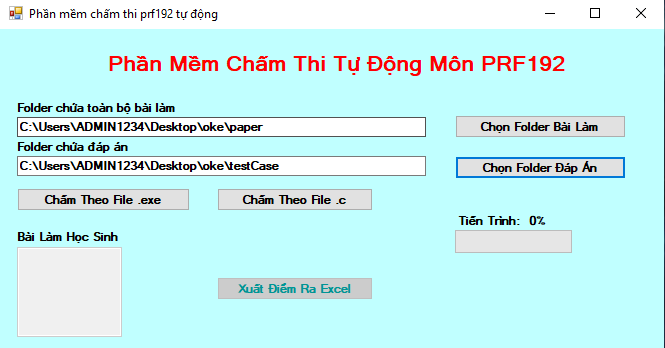 Phần mềm chấm thi prf192 tự động
Phần Mềm Chấm Thi Tự Động Môn PRF192
Folder chứa toàn bộ bài làm
C:\Users\ADMIN1234\Desktop\oke\paper
Chọn Folder Bài Làm
Folder chứa đáp án
C:\Users\ADMIN1234\Desktop\oke\testCase
Chọn Folder Đáp Án
Chấm Theo File .exe
Chấm Theo File .c
Tiến Trình: 0%
Bài Làm Học Sinh
Xuất Điểm Ra Excel